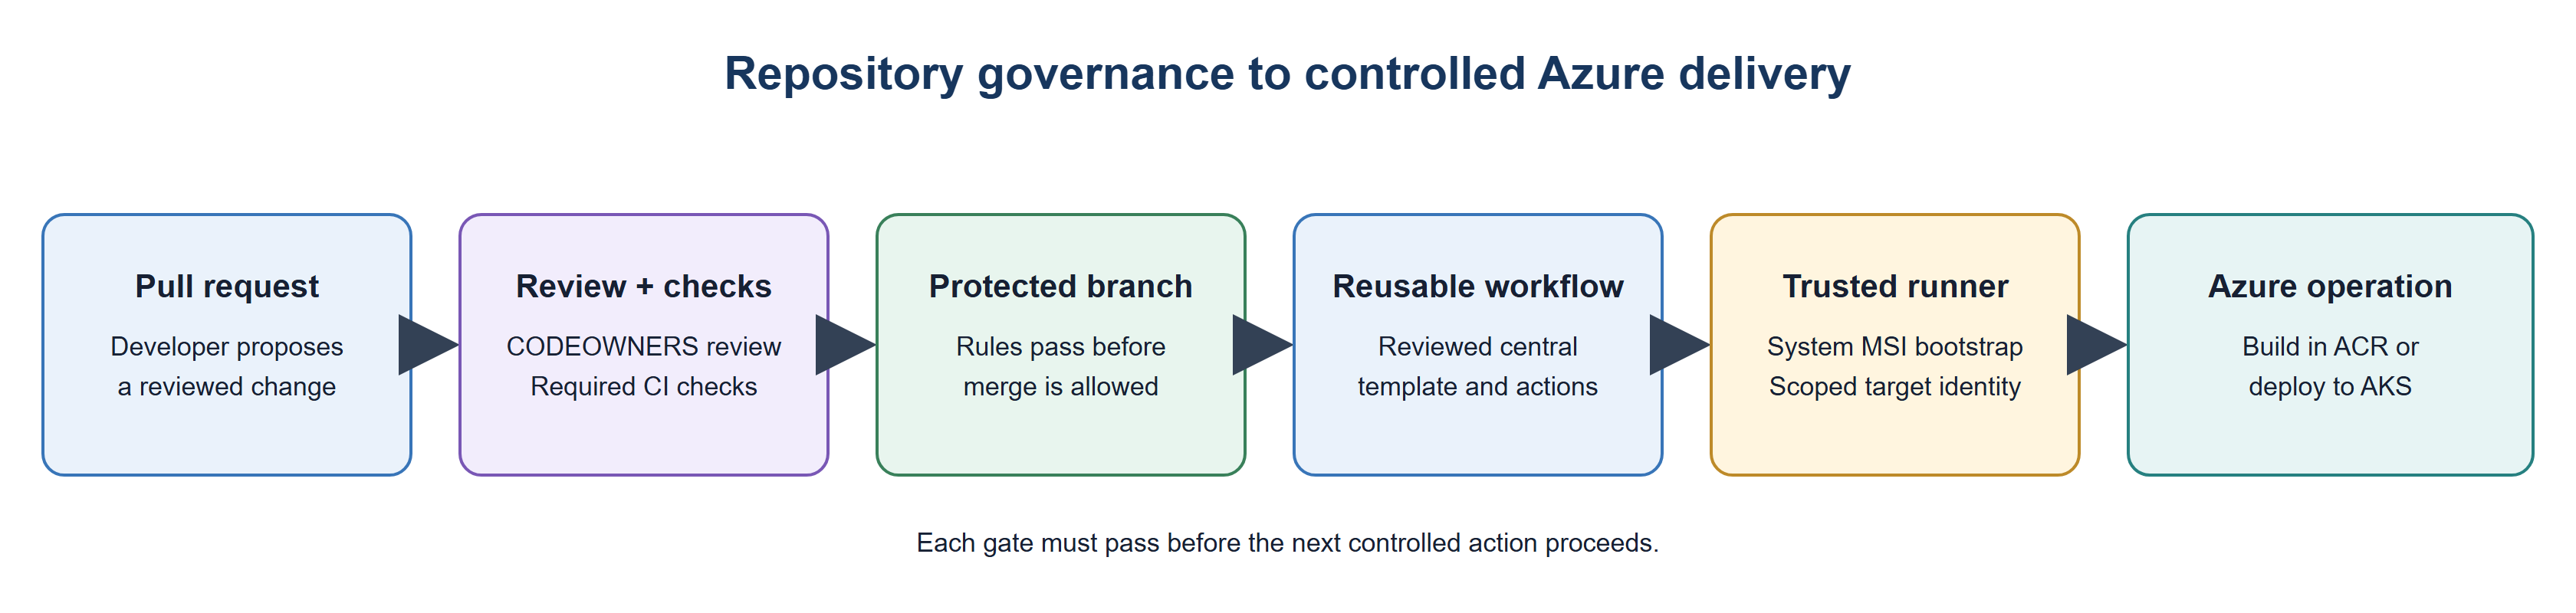 Repository governance to controlled Azure delivery
Pull request
Developer proposes
a reviewed change
Review + checks
CODEOWNERS review
Required CI checks
Protected branch
Rules pass before
merge is allowed
Reusable workflow
Reviewed central
template and actions
Trusted runner
System MSI bootstrap
Scoped target identity
Azure operation
Build in ACR or
deploy to AKS
Each gate must pass before the next controlled action proceeds.